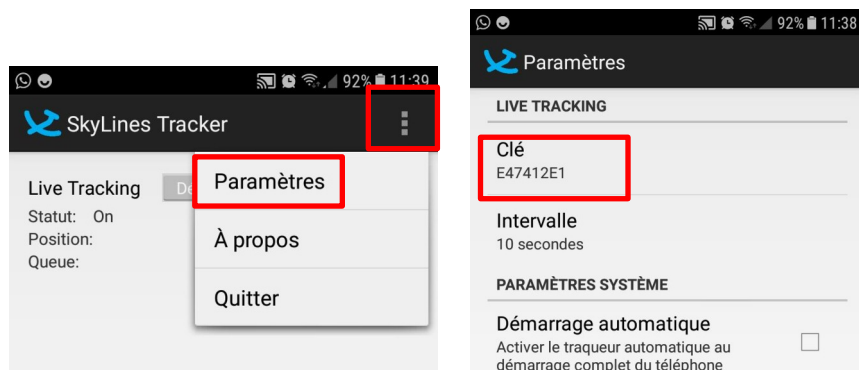 92% 11:39
SkyLines Tracker
Live Tracking
Statut: On
Position:
Queue:
Paramètres
À propos
Quitter
92% 11:38
Paramètres
LIVE TRACKING
Clé
E47412E1
Intervalle
10 secondes
PARAMÈTRES SYSTÈME
Démarrage automatique
Activer le traqueur automatique au
démarrage complet du téléphone